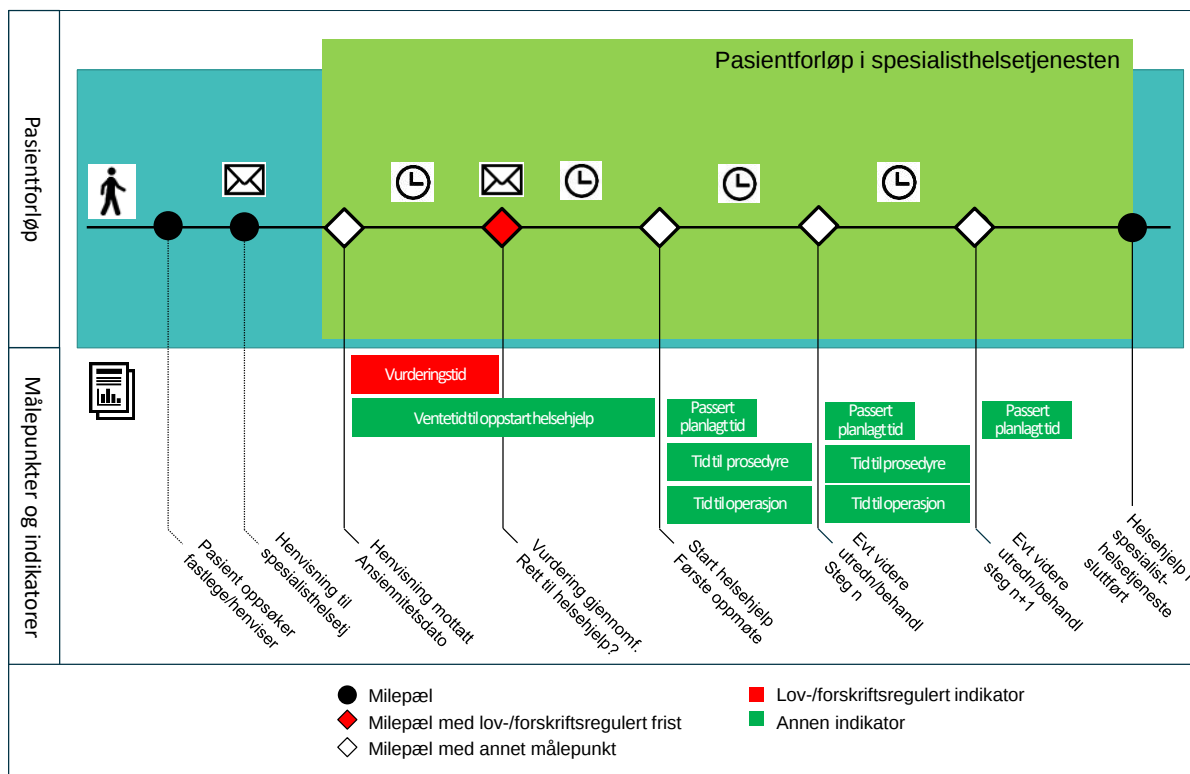 Pasientforløp i spesialisthelsetjenesten
Pasientforløp
Målepunkter og indikatorer
Vurderingstid
Ventetid til oppstart helsehjelp
Passert
planlagt tid
Tid til prosedyre
Tid til operasjon
Passert
planlagt tid
Tid til prosedyre
Tid til operasjon
Passert
planlagt tid
Pasient oppsøker
fastlege/henviser
Henvisning til
spesialisthelsetj
Henvisning mottatt
Ansiennitetsdato
Vurdering gjennomf.
Rett til helsehjelp?
Start helsehjelp
Første oppmøte
Evt videre
utredn/behandl
Steg n
Evt videre
utredn/behandl
steg n+1
Helsehjelp
spesialist-
helsetjeneste
sluttført
Milepæl
Milepæl med lov-/forskriftsregulert frist
Milepæl med annet målepunkt
Lov-/forskriftsregulert indikator
Annen indikator